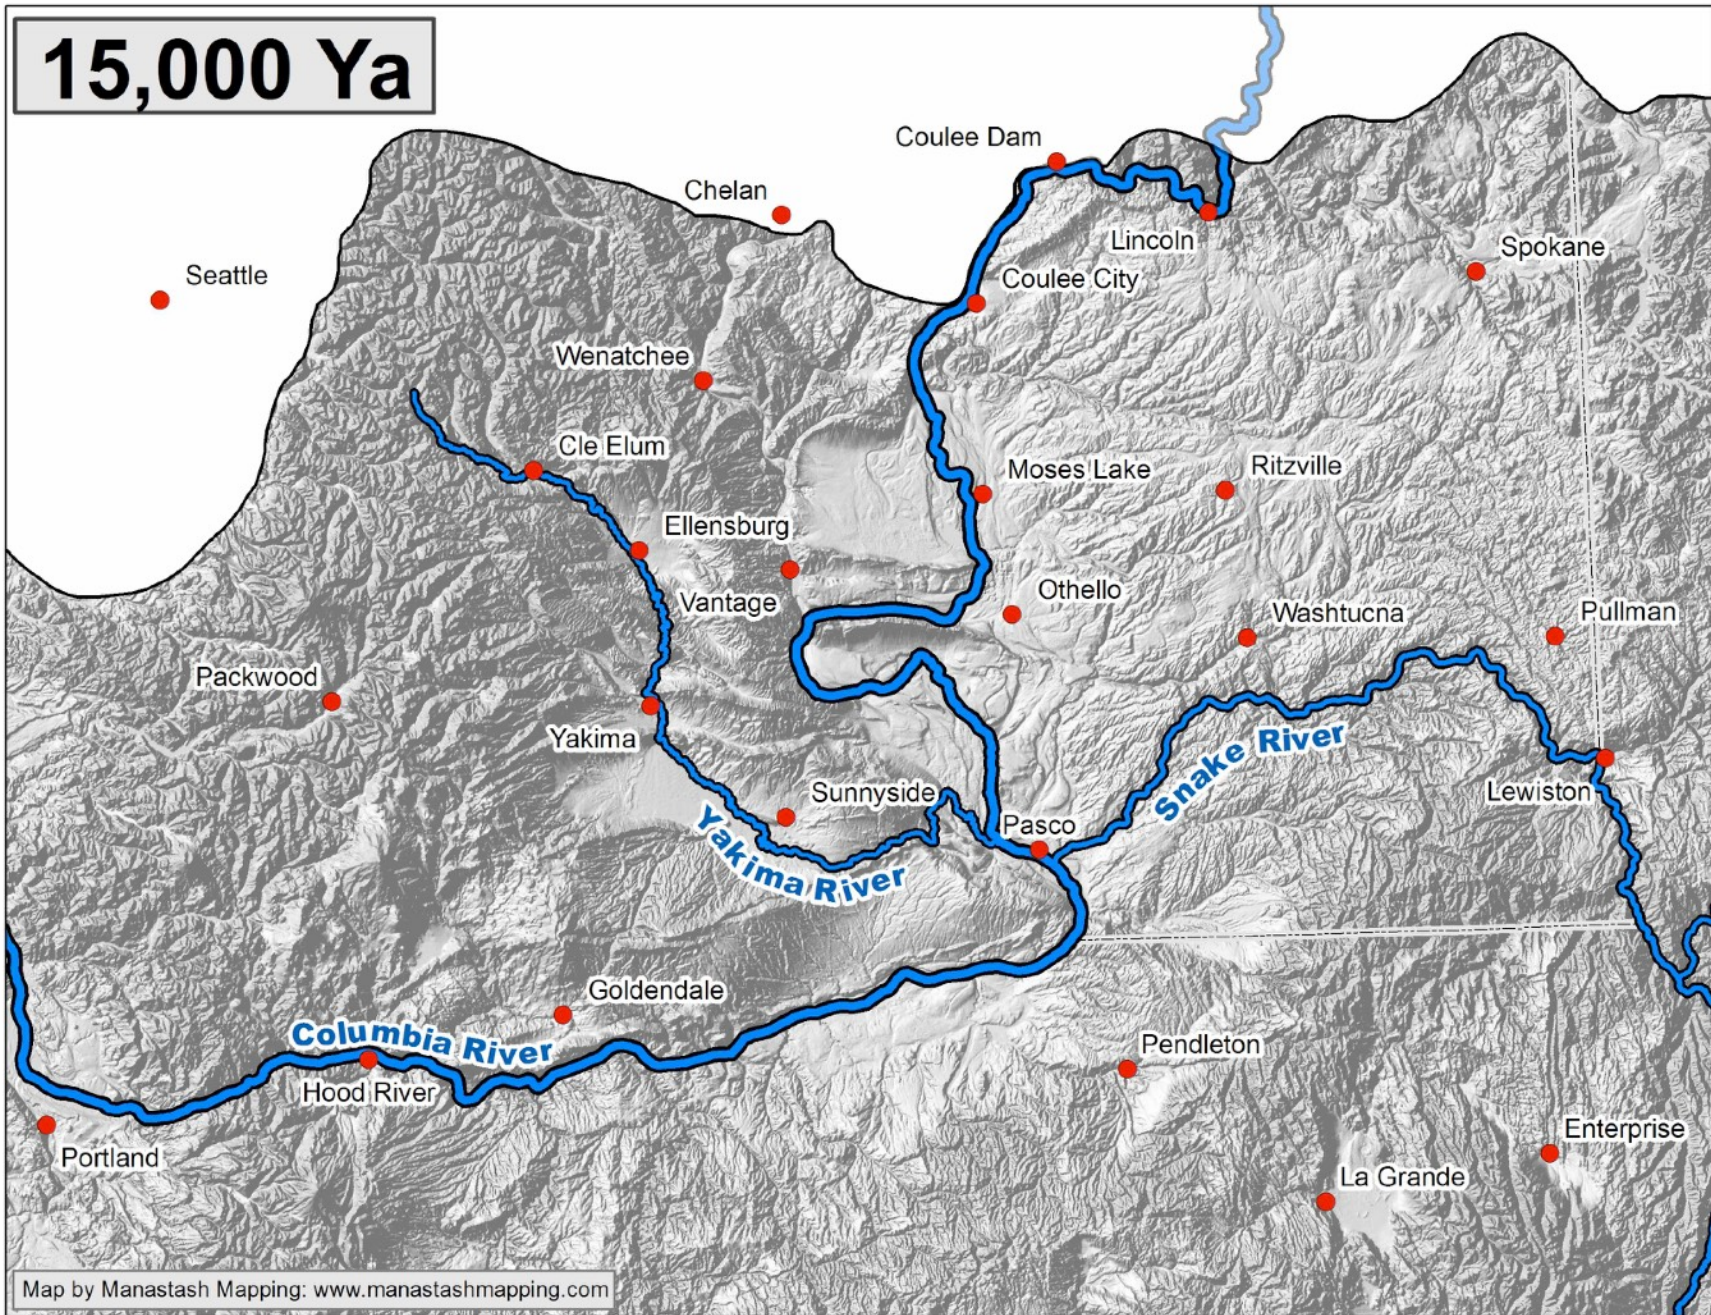 15,000 Ya
Coulee Dam
Chelan
Lincoln
Spokane
Seattle
Coulee City
Wenatchee
Cle Elum
Moses Lake
Ritzville
Ellensburg
Vantage
Othello
Washtucna
Pullman
Packwood
Yakima
Snake River
Sunnyside
Lewiston
Pasco
Yakima River
Goldendale
Columbia River
Pendleton
Hood River
Portland
Enterprise
La Grande
Map by Manastash Mapping: www.manastashmapping.com